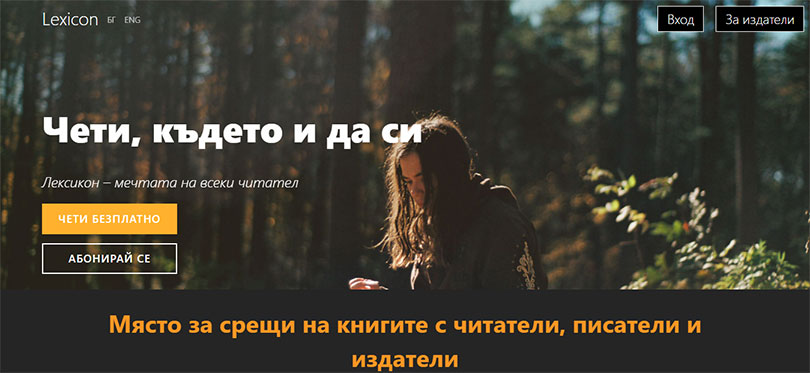 Lexicon БГ ENG Вход За издатели
Чети, където и да си
Лексикон – мечтата на всеки читател
ЧЕТИ БЕЗПЛАТНО
АБОНИРАЙ СЕ
Място за срещи на книгите с читатели, писатели и
издатели